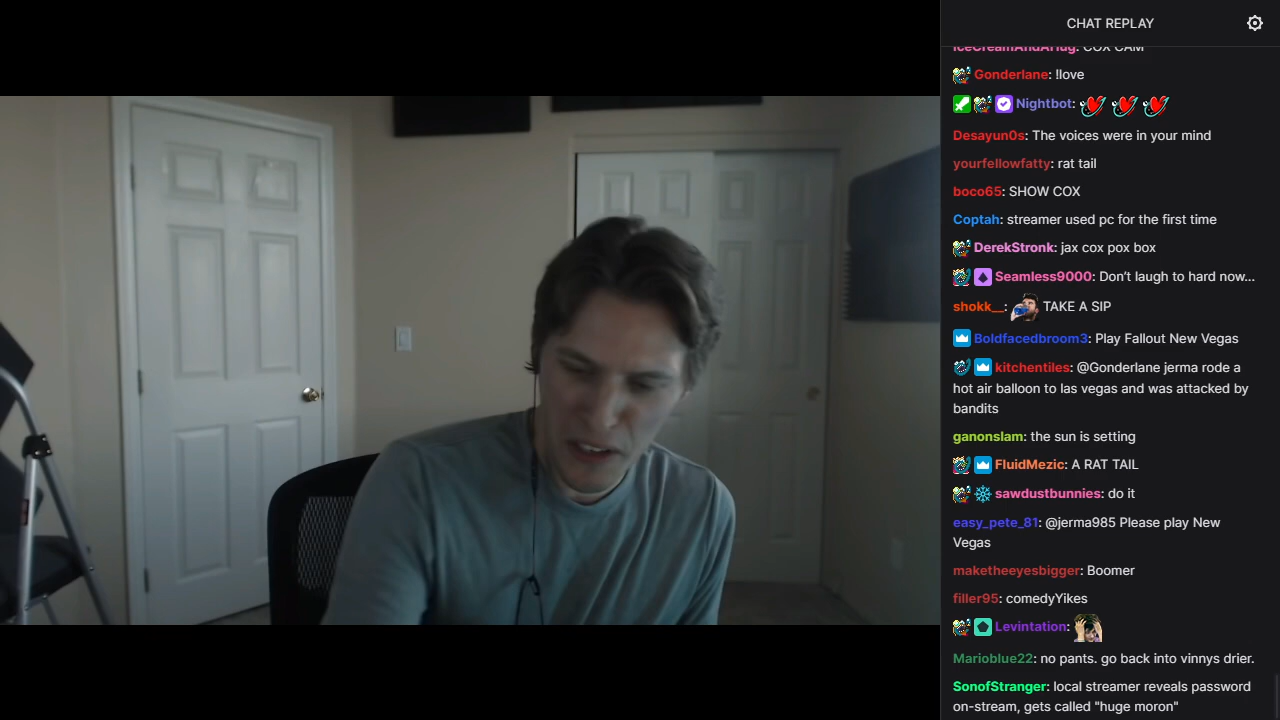 CHAT REPLAY
IceCreamAndAHug: COX CAM
Gonderlane: !love
Nightbot:
Desayun0s: The voices were in your mind
yourfellowfatty: rat tail
boco65: SHOW COX
Coptah: streamer used pc for the first time
DerekStronk: jax cox pox box
Seamless9000: Don’t laugh to hard now...
shokk__: TAKE A SIP
Boldfacedbroom3: Play Fallout New Vegas
kitchentiles: @Gonderlane jerma rode a
hot air balloon to las vegas and was attacked by
bandits
ganonslam: the sun is setting
FluidMezic: A RAT TAIL
sawdustbunnies: do it
easy_pete_81: @jerma985 Please play New
Vegas
maketheeyesbigger: Boomer
filler95: comedyYikes
Levintation:
Marioblue22: no pants. go back into vinnys drier.
SonofStranger: local streamer reveals password
on-stream, gets called "huge moron"